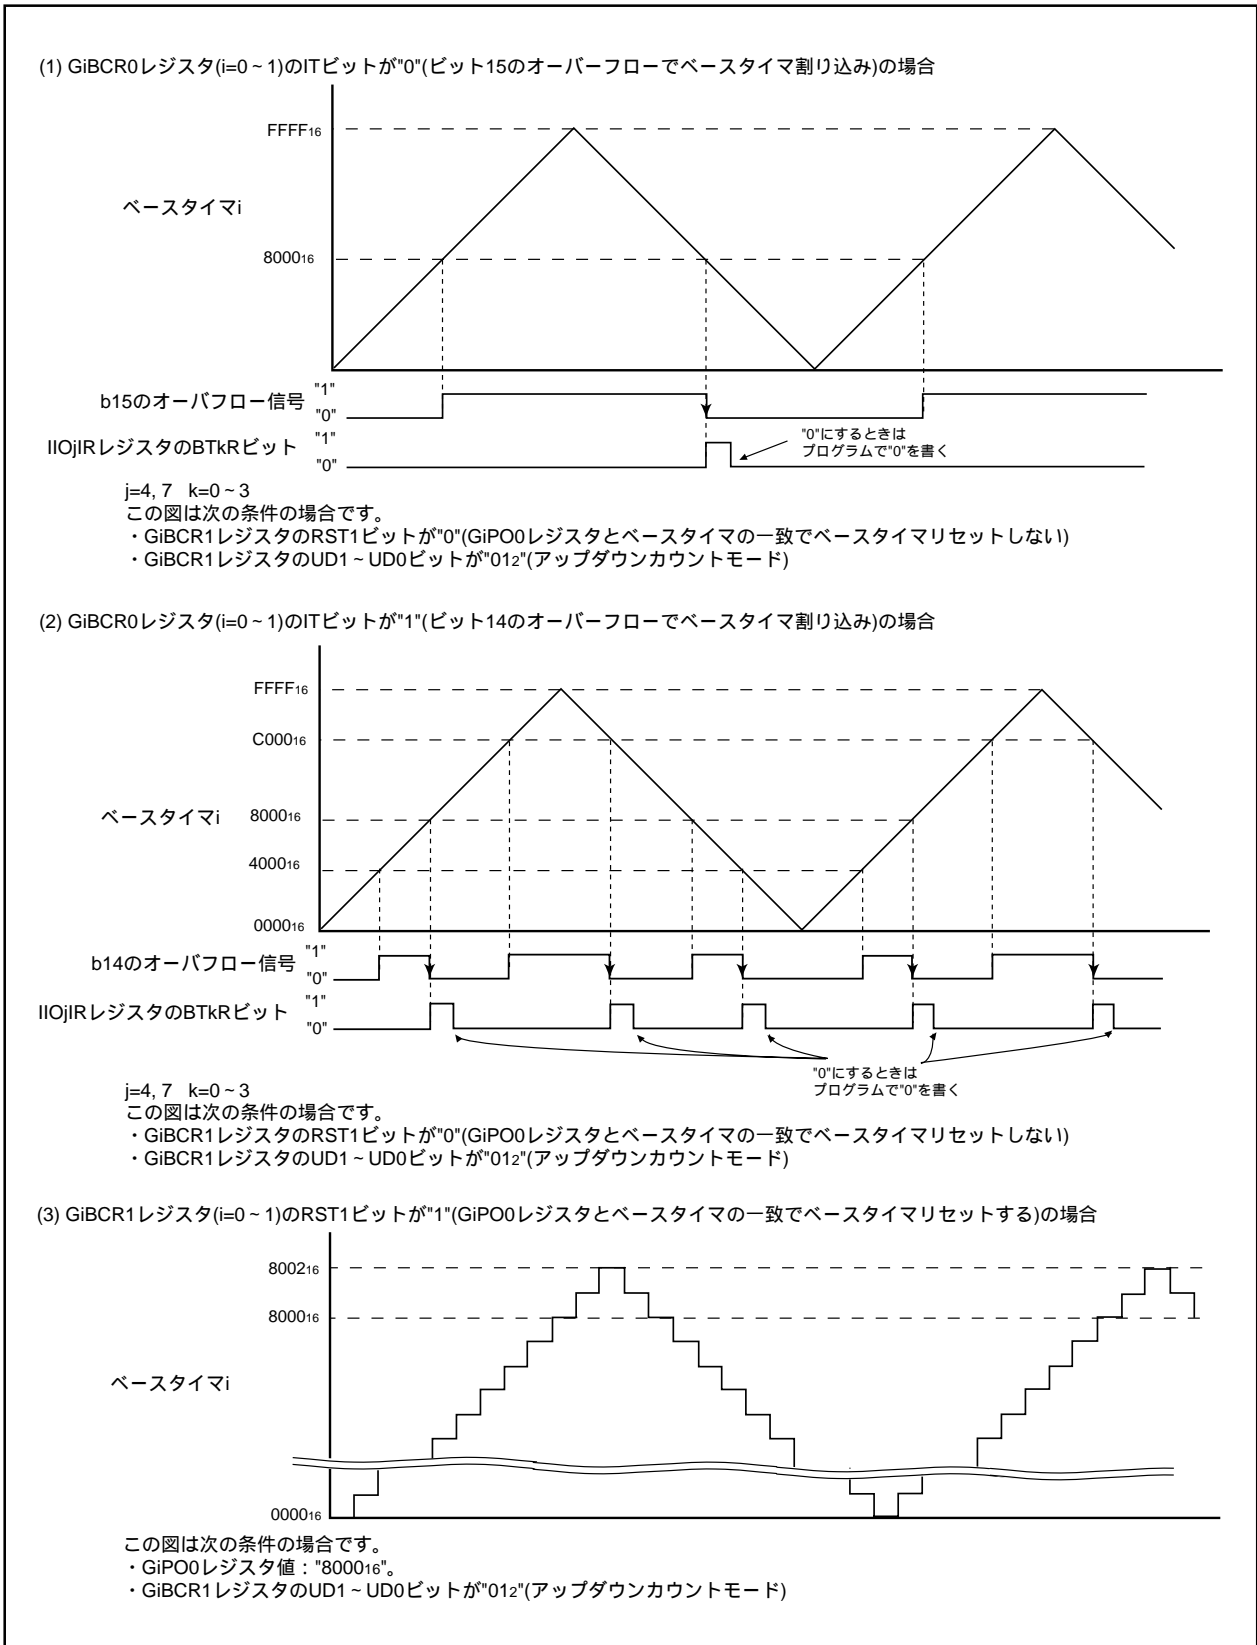 (1) GiBCR0レジスタ(i=0~1)のITビットが"0"(ビット15のオーバーフローでベースタイマ割り込み)の場合
FFFF16
ベースタイマi
800016
b15のオーバフロー信号
"1"
"0"
IIOjIRレジスタのBTkRビット
"1"
"0"
"0"にするときは
プログラムで"0"を書く
j=4, 7 k=0~3
この図は次の条件の場合です。
・GiBCR1レジスタのRST1ビットが"0"(GiPO0レジスタとベースタイマの一致でベースタイマリセットしない)
・GiBCR1レジスタのUD1~UD0ビットが"012"(アップダウンカウントモード)
(2) GiBCR0レジスタ(i=0~1)のITビットが"1"(ビット14のオーバーフローでベースタイマ割り込み)の場合
FFFF16
C00016
ベースタイマi
800016
400016
000016
b14のオーバフロー信号
"1"
"0"
IIOjIRレジスタのBTkRビット
"1"
"0"
"0"にするときは
プログラムで"0"を書く
j=4, 7 k=0~3
この図は次の条件の場合です。
・GiBCR1レジスタのRST1ビットが"0"(GiPO0レジスタとベースタイマの一致でベースタイマリセットしない)
・GiBCR1レジスタのUD1~UD0ビットが"012"(アップダウンカウントモード)
(3) GiBCR1レジスタ(i=0~1)のRST1ビットが"1"(GiPO0レジスタとベースタイマの一致でベースタイマリセットする)の場合
800216
800016
ベースタイマi
000016
この図は次の条件の場合です。
・GiPO0レジスタ値："800016"。
・GiBCR1レジスタのUD1~UD0ビットが"012"(アップダウンカウントモード)